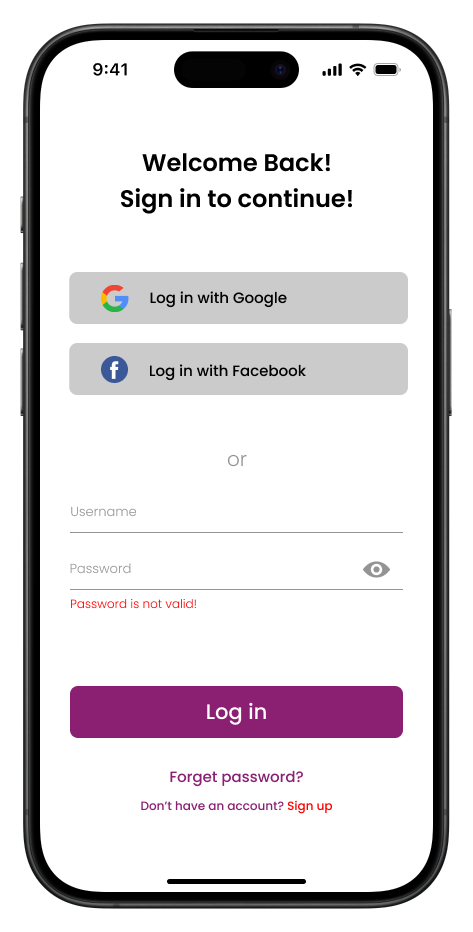 9:41
Welcome Back!
Sign in to continue!
Log in with Google
Log in with Facebook
or
Username
Password
Password is not valid!
Log in
Forget password?
Don’t have an account? Sign up